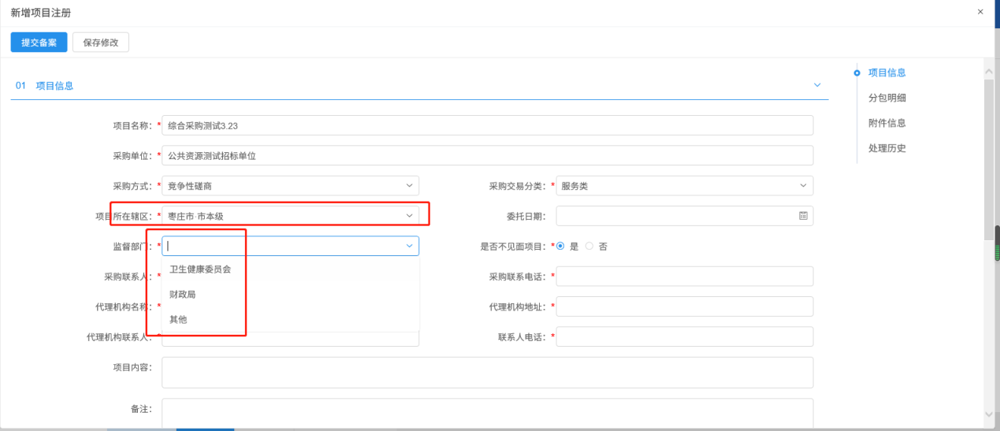 新增项目注册
×
提交备案 保存修改
01 项目信息
项目名称：* 综合采购测试3.23
采购单位：* 公共资源测试招标单位
采购方式：* 竞争性磋商 采购交易分类：* 服务类
项目所在辖区：* 枣庄市·市本级 委托日期：
监督部门：* 是否不见面项目：* 是 否
卫生健康委员会
采购联系人：* 采购联系电话：*
财政局
代理机构名称：* 代理机构地址：*
其他
代理机构联系人：* 联系人电话：*
项目内容：
备注：
项目信息
分包明细
附件信息
处理历史